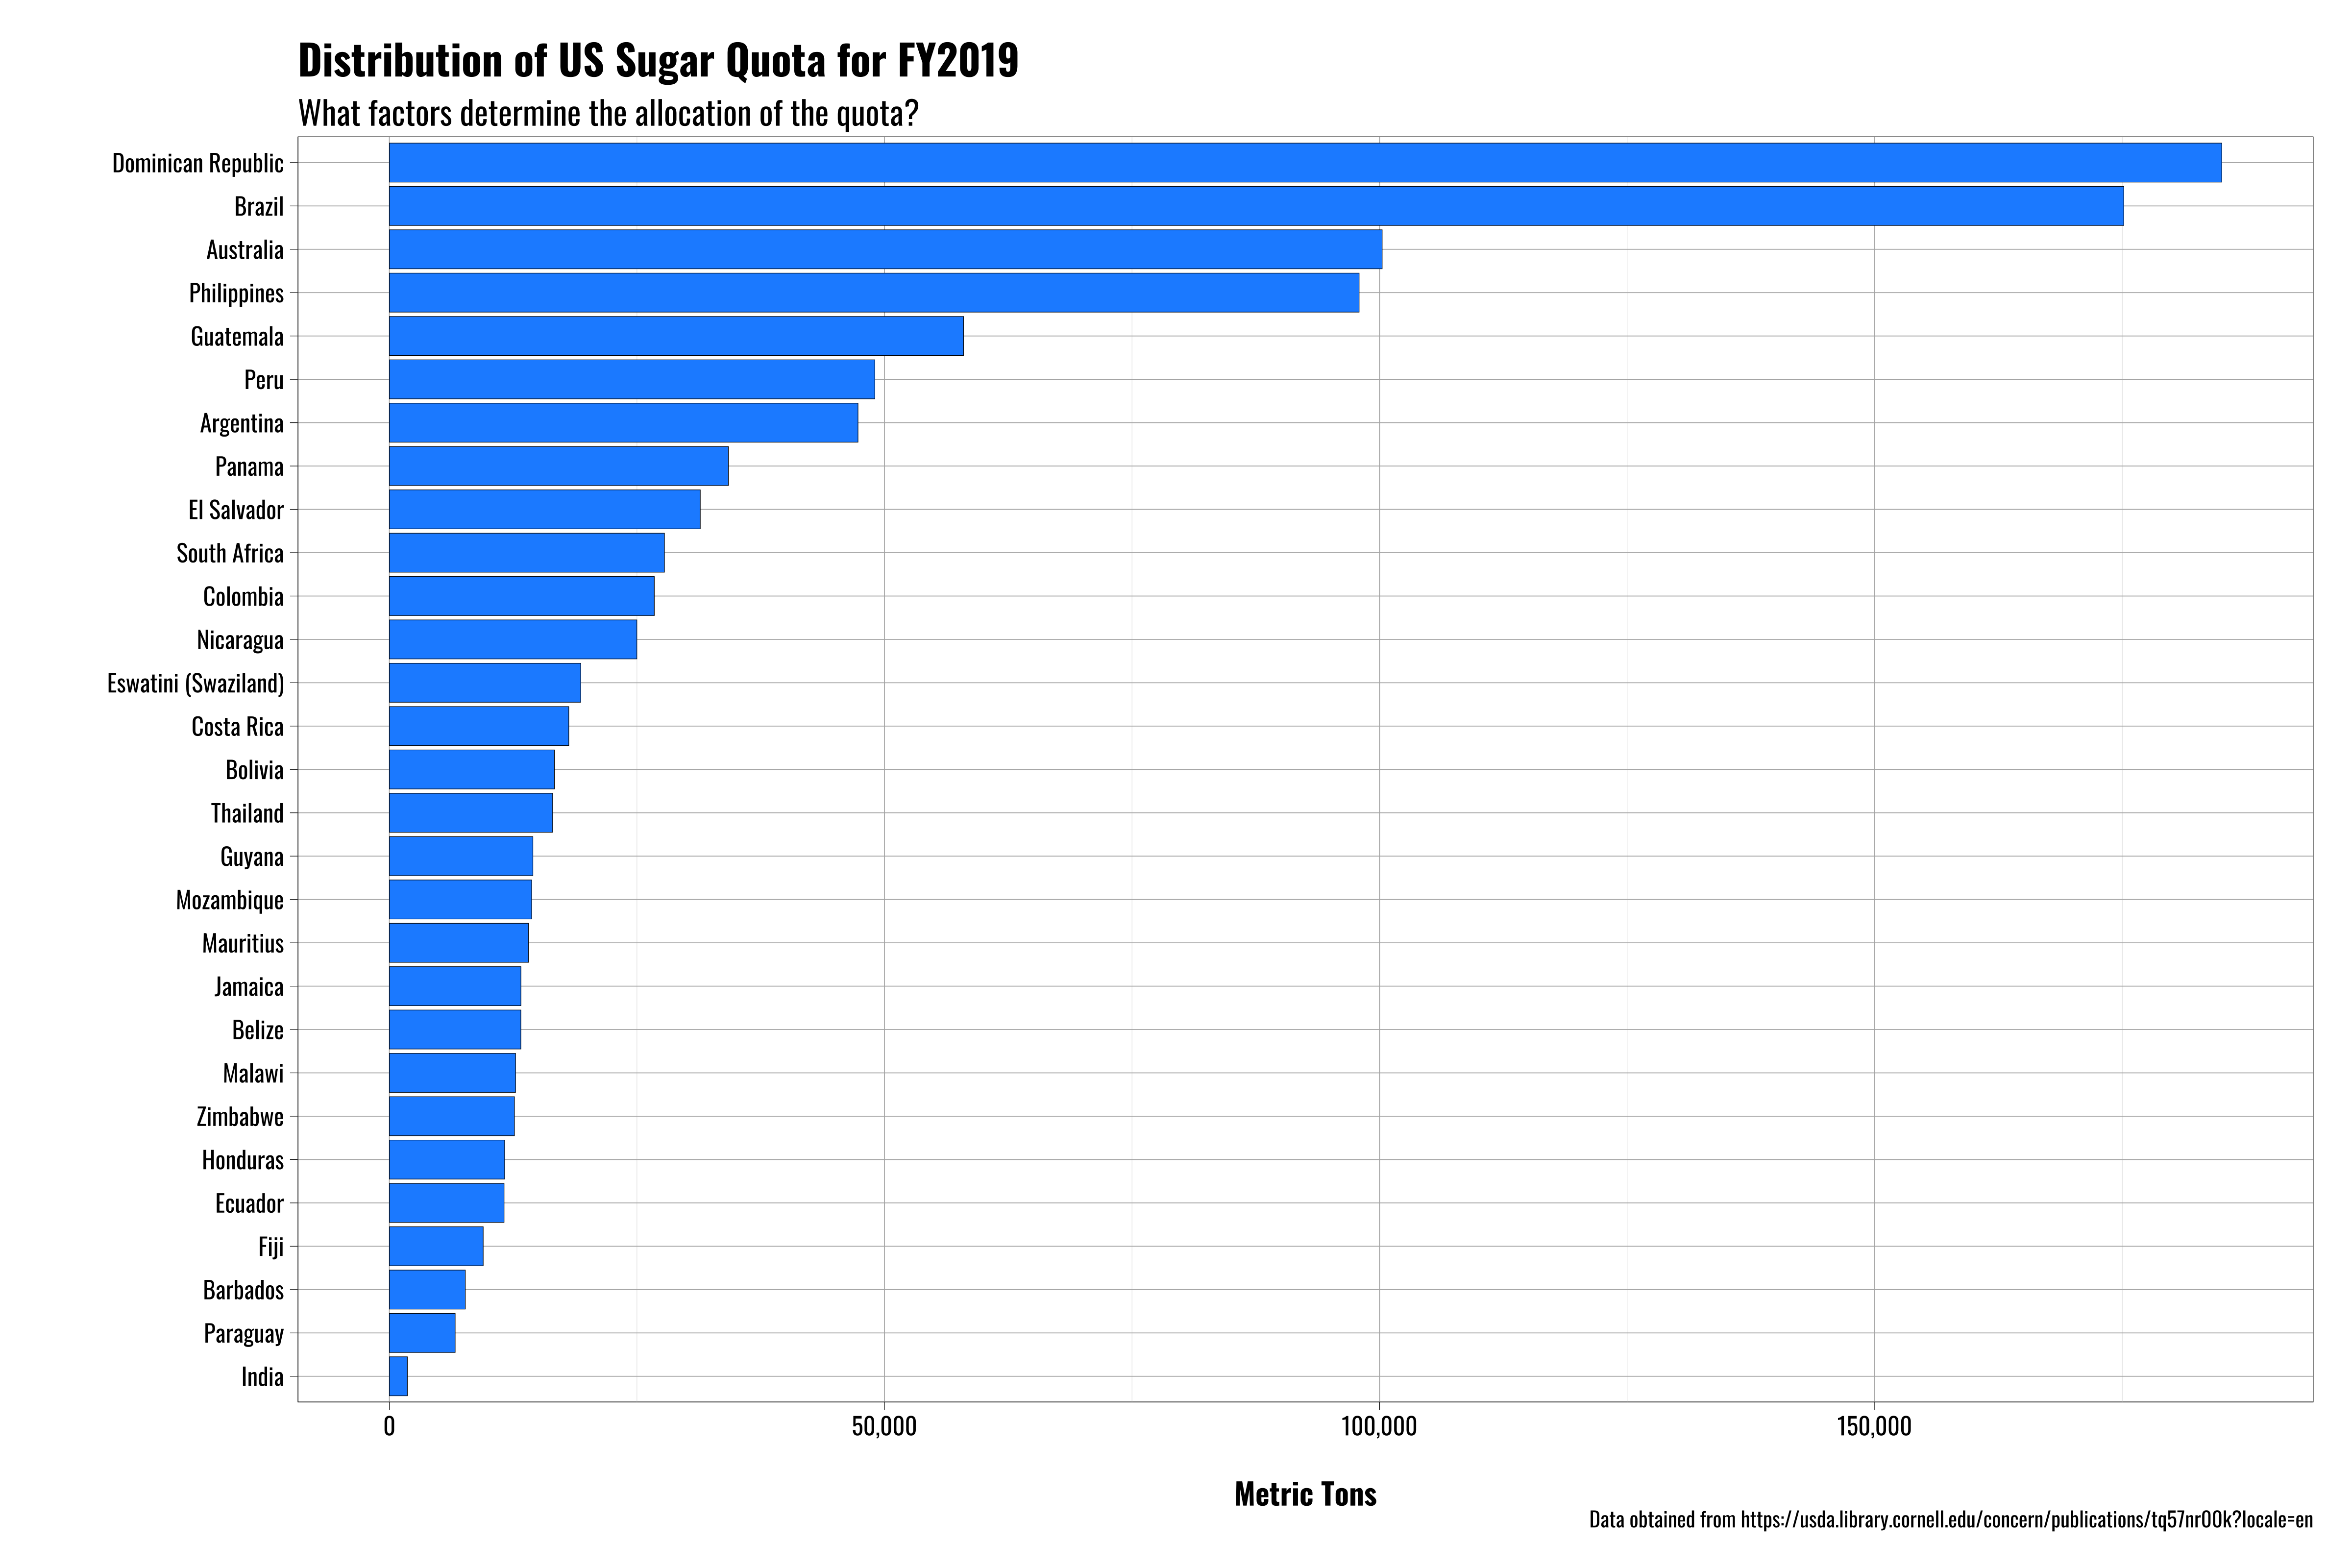 Distribution of US Sugar Quota for FY2019
What factors determine the allocation of the quota?
Dominican Republic
Brazil
Australia
Philippines
Guatemala
Peru
Argentina
Panama
El Salvador
South Africa
Colombia
Nicaragua
Eswatini (Swaziland)
Costa Rica
Bolivia
Thailand
Guyana
Mozambique
Mauritius
Jamaica
Belize
Malawi
Zimbabwe
Honduras
Ecuador
Fiji
Barbados
Paraguay
India
0 50,000 100,000 150,000
Metric Tons
Data obtained from https://usda.library.cornell.edu/concern/publications/tq57nr00k?locale=en